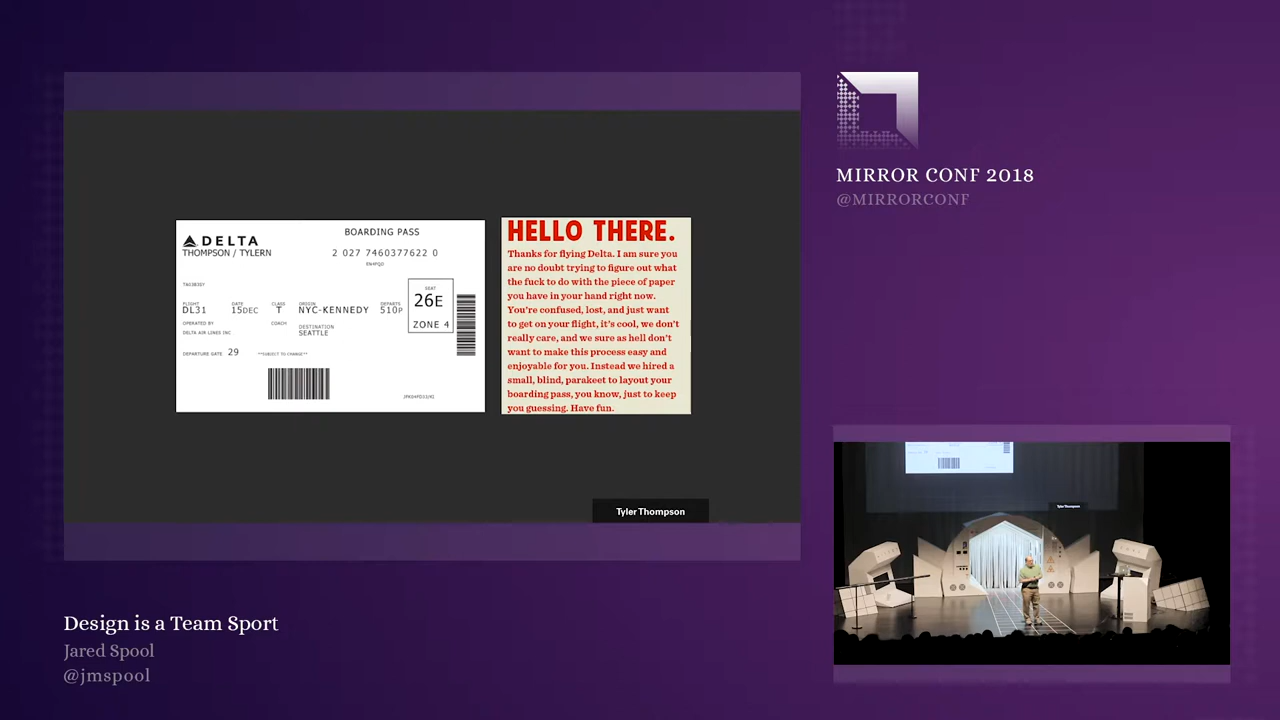 DELTA
THOMPSON / TYLERN
BOARDING PASS
2 027 7460377622 0
FLIGHT
DL31
DATE
15DEC
CLASS
T
ORIGIN
NYC-KENNEDY
DEPARTS
510P
SEAT
26E
ZONE 4
OPERATED BY
DELTA AIR LINES INC
COACH
DESTINATION
SEATTLE
DEPARTURE GATE 29
**SUBJECT TO CHANGE**
HELLO THERE.
Thanks for flying Delta. I am sure you
are no doubt trying to figure out what
the fuck to do with the piece of paper
you have in your hand right now.
You're confused, lost, and just want
to get on your flight, it's cool, we don't
really care, and we sure as hell don't
want to make this process easy and
enjoyable for you. Instead we hired a
small, blind, parakeet to layout your
boarding pass, you know, just to keep
you guessing. Have fun.
Tyler Thompson
MIRROR CONF 2018
@MIRRORCONF
Tyler Thompson
Design is a Team Sport
Jared Spool
@jmspool